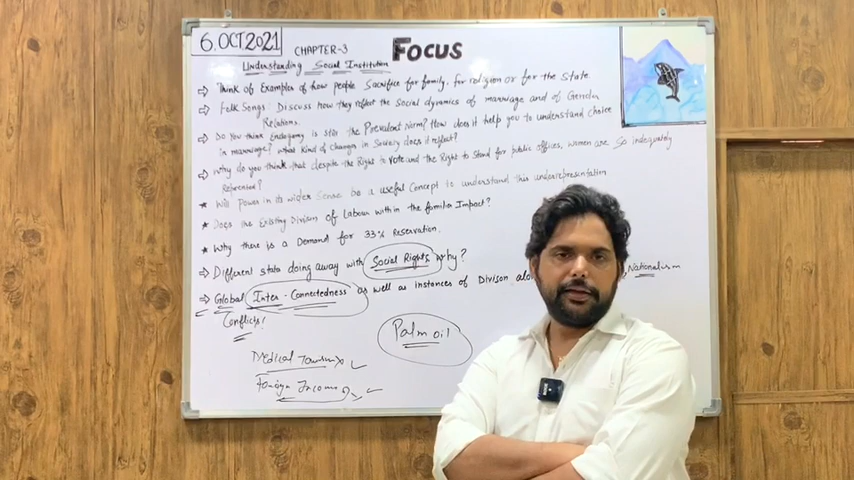 6.OCT.2021
CHAPTER-3
FOCUS
Understanding Social Institution
⇨ Think of Examples of how people Sacrifice for family, For religion or for the State
⇨ Folk Songs: Discuss how they reflect the social dynamics of marriage and of Gender
Relations.
⇨ Do You think Endogamy is still the Prevalent norm? How does it help you to understand choice
in marriage? what kind of changes in Society does it reflect?
⇨ Why do you think that despite the Right to vote and the Right to Stand for public offices, women are so
★ Will power in its wider Sense be a useful Concept to understand this underrepresentation
★ Does the Existing Division of Labour within the families Impact?
★ Why there is a Demand for 33% Reservation.
⇨ Different state doing away with Social Rights why?
⇨ Global Inter-Connectedness as well as instances of Divison Nationalism
Conflicts!
Palm oil
Medical Tourism
Income